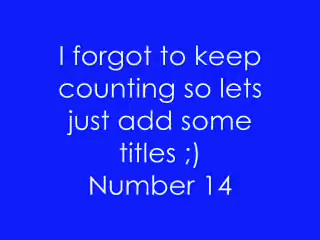 I forgot to keep
counting so lets
just add some
titles ;)
Number 14